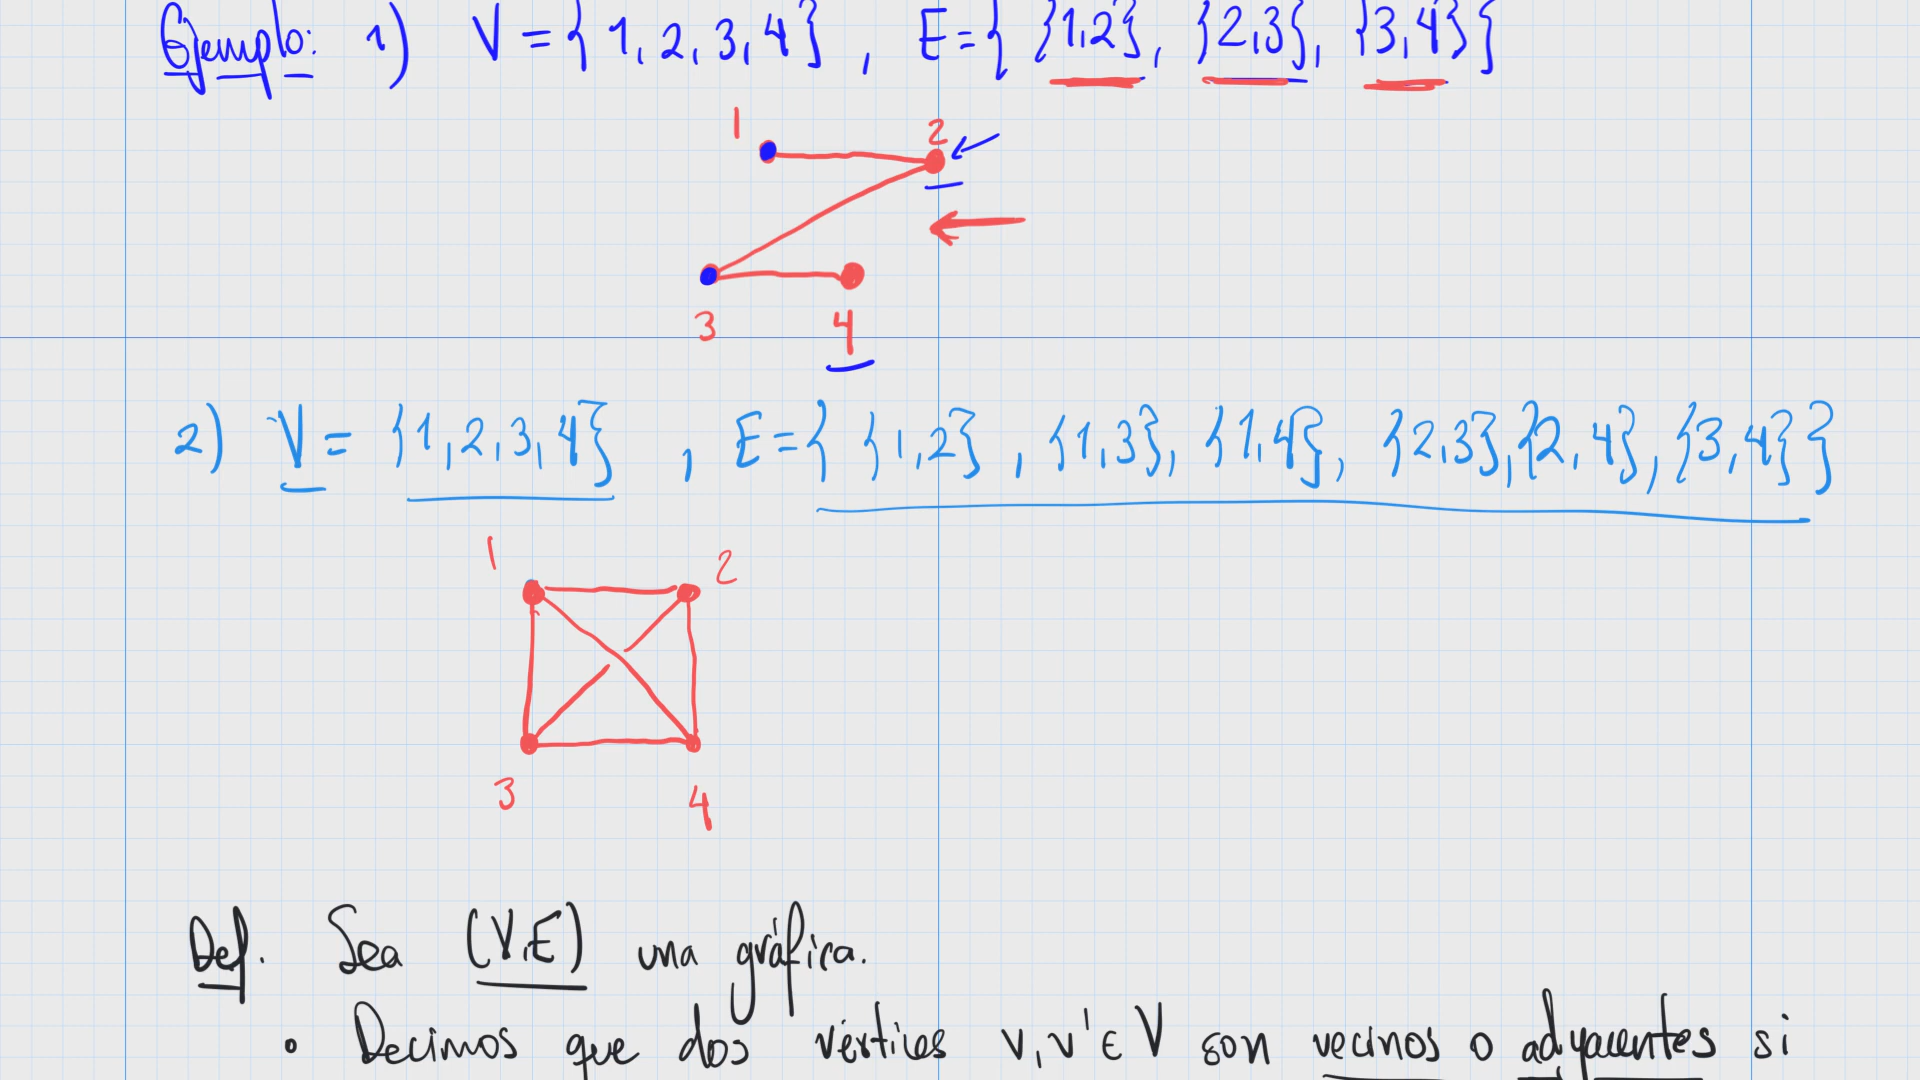 Ejemplo: 1) V = {1, 2, 3, 4} , E = { {1,2}, {2,3}, {3,4} }
1 2
3 4
2) V = {1, 2, 3, 4} , E = { {1,2} , {1,3}, {1,4}, {2,3}, {2,4}, {3,4} }
1 2
3 4
Def. Sea (V,E) una gráfica.
• Decimos que dos vértices v, v' ∈ V son vecinos o adyacentes si